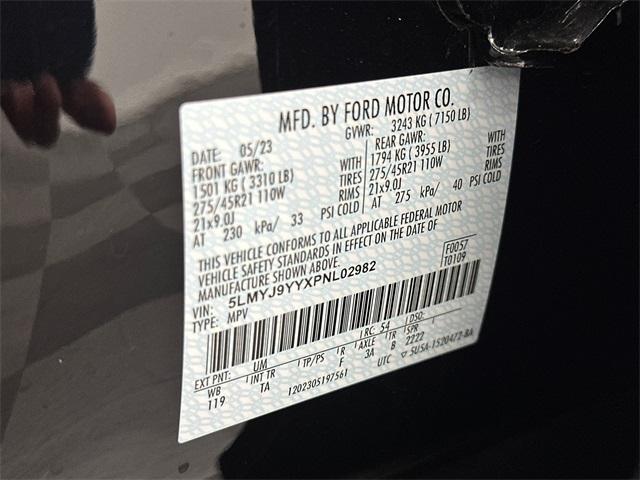 MFD. BY FORD MOTOR CO.
DATE: 05/23 GVWR: 3243 KG ( 7150 LB)
FRONT GAWR: REAR GAWR:
1501 KG ( 3310 LB) WITH 1794 KG ( 3955 LB) WITH
275/45R21 110W TIRES 275/45R21 110W TIRES
21x9.0J RIMS 21x9.0J RIMS
AT 230 kPa/ 33 PSI COLD AT 275 kPa/ 40 PSI COLD
THIS VEHICLE CONFORMS TO ALL APPLICABLE FEDERAL MOTOR
VEHICLE SAFETY STANDARDS IN EFFECT ON THE DATE OF
MANUFACTURE SHOWN ABOVE.
VIN: 5LMYJ9YYXPNL02982 F0057
TYPE: MPV T0109
EXT PNT: UM RC: 54 DSO:
WB INT TR TP/PS R AXLE TR SPR
119 TA F 3A B 2222
1202305197561 UTC 5U5A-1520472-BA